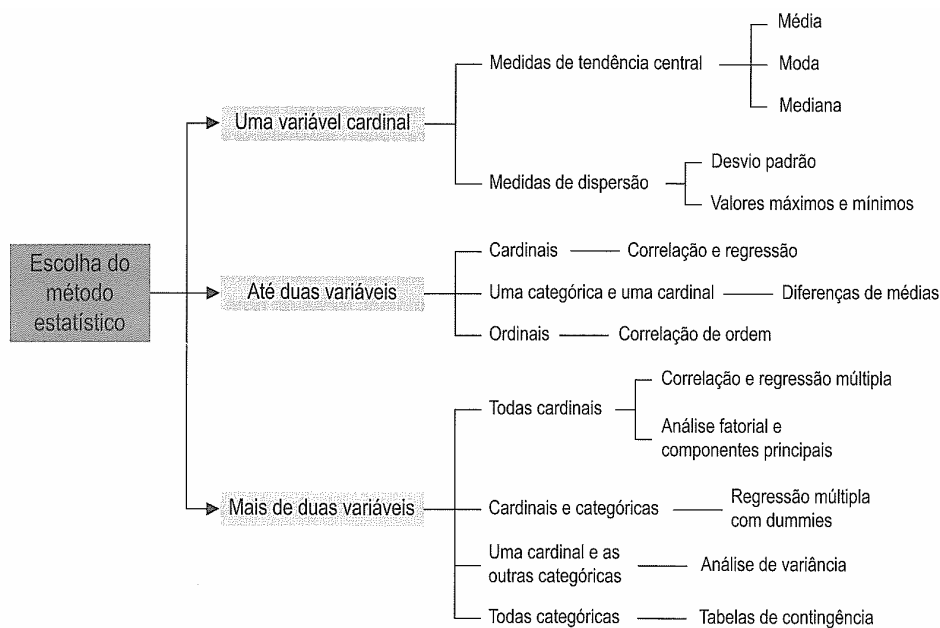 Escolha do
método
estatístico
Uma variável cardinal
Medidas de tendência central
Média
Moda
Mediana
Medidas de dispersão
Desvio padrão
Valores máximos e mínimos
Até duas variáveis
Cardinais
Correlação e regressão
Uma categórica e uma cardinal
Diferenças de médias
Ordinais
Correlação de ordem
Mais de duas variáveis
Todas cardinais
Correlação e regressão múltipla
Análise fatorial e
componentes principais
Cardinais e categóricas
Regressão múltipla
com dummies
Uma cardinal e as
outras categóricas
Análise de variância
Todas categóricas
Tabelas de contingência